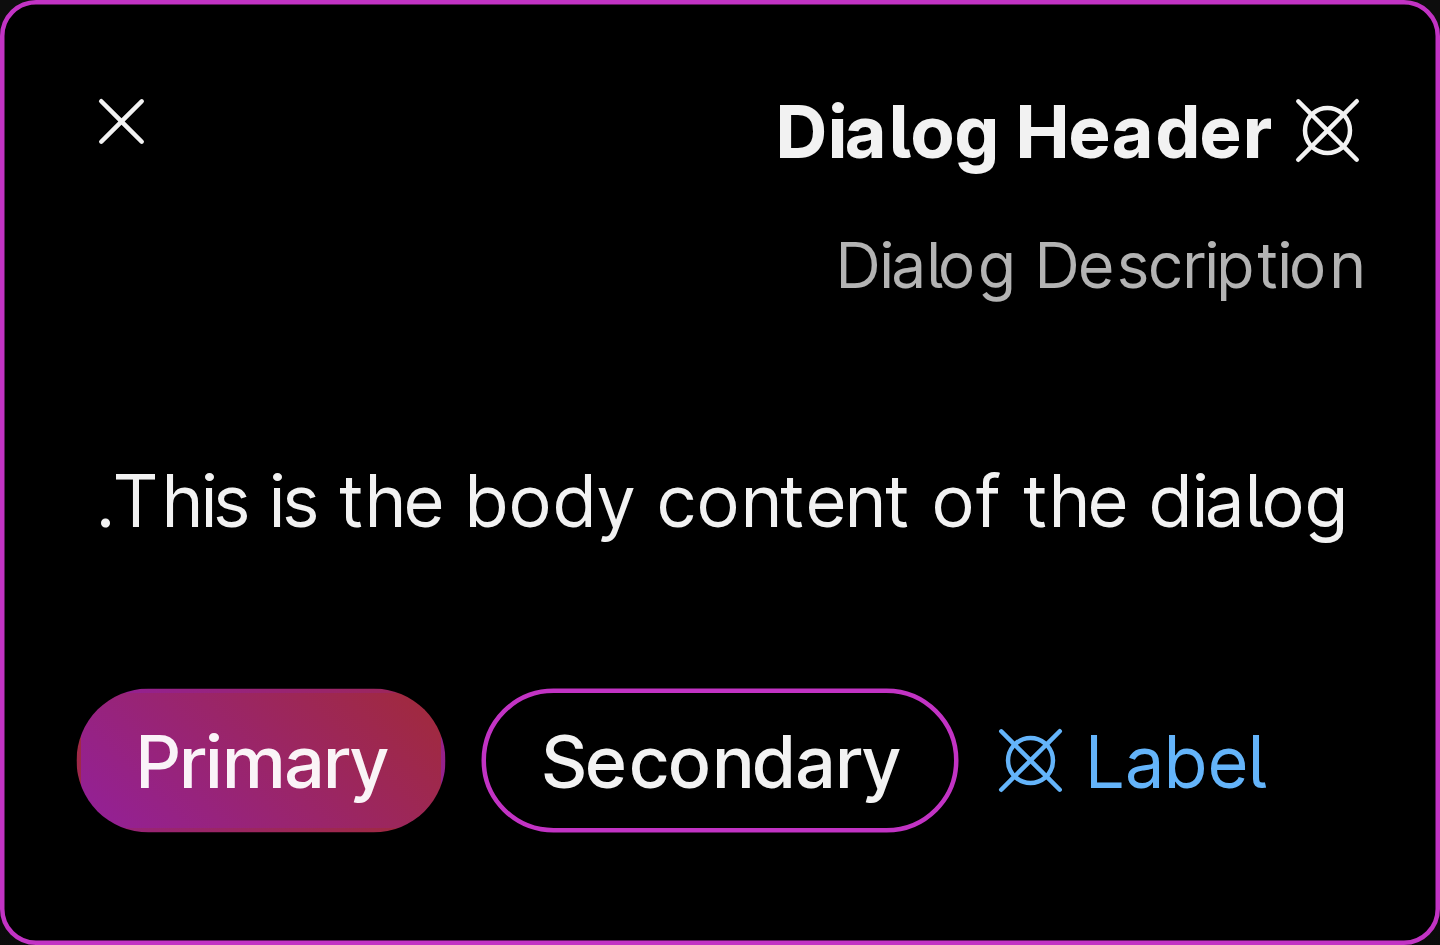 Dialog Header
Dialog Description
.This is the body content of the dialog
Primary Secondary Label